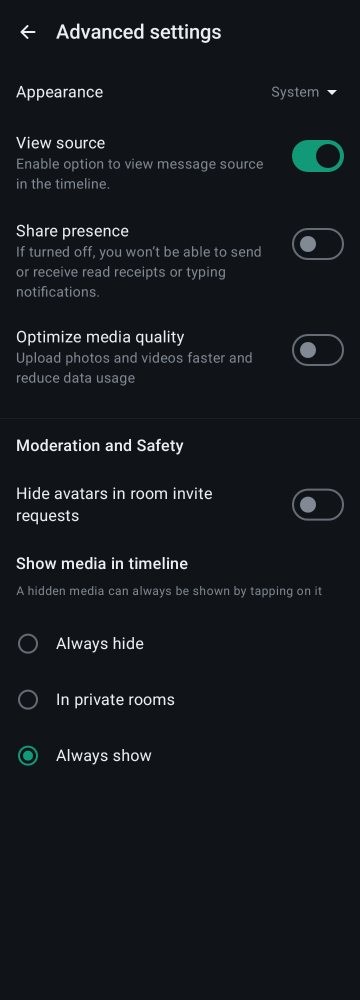 Advanced settings
Appearance
System
View source
Enable option to view message source
in the timeline.
Share presence
If turned off, you won't be able to send
or receive read receipts or typing
notifications.
Optimize media quality
Upload photos and videos faster and
reduce data usage
Moderation and Safety
Hide avatars in room invite
requests
Show media in timeline
A hidden media can always be shown by tapping on it
Always hide
In private rooms
Always show